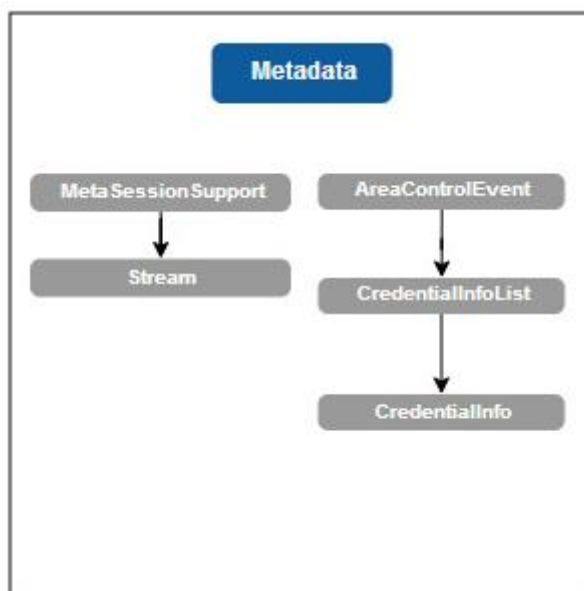 Metadata
MetaSessionSupport
AreaControlEvent
Stream
CredentialInfoList
CredentialInfo